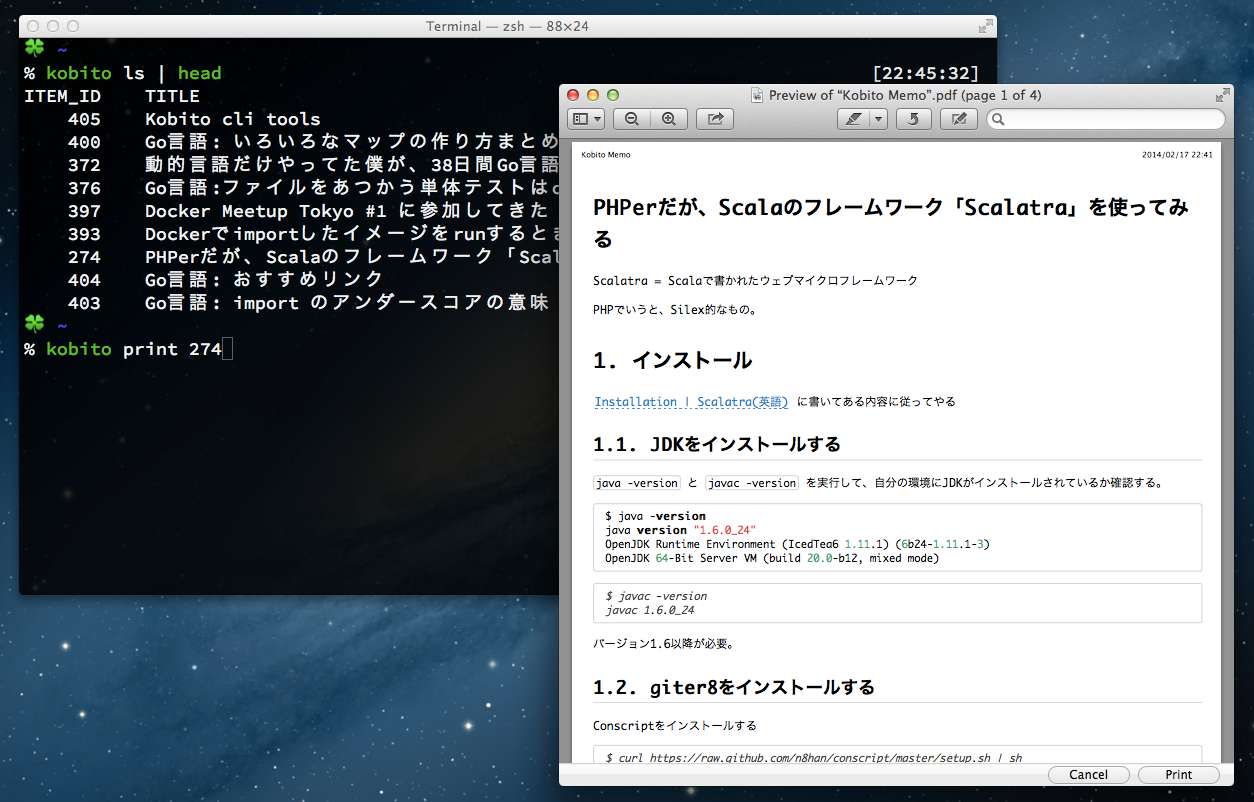 Terminal — zsh — 88×24
~
% kobito ls | head [22:45:32]
ITEM_ID TITLE
405 Kobito cli tools
400 Go言語: いろいろなマップの作り方まとめ
372 動的言語だけやってた僕が、38日間Go言語
376 Go言語:ファイルをあつかう単体テストは
397 Docker Meetup Tokyo #1 に参加してきた
393 Dockerでimportしたイメージをrunすると
274 PHPerだが、Scalaのフレームワーク「Scal
404 Go言語: おすすめリンク
403 Go言語: import のアンダースコアの意味
~
% kobito print 274
Preview of “Kobito Memo”.pdf (page 1 of 4)
Kobito Memo 2014/02/17 22:41
PHPerだが、Scalaのフレームワーク「Scalatra」を使ってみ
る
Scalatra = Scalaで書かれたウェブマイクロフレームワーク
PHPでいうと、Silex的なもの。
1. インストール
Installation | Scalatra(英語) に書いてある内容に従ってやる
1.1. JDKをインストールする
java -version と javac -version を実行して、自分の環境にJDKがインストールされているか確認する。
$ java -version
java version "1.6.0_24"
OpenJDK Runtime Environment (IcedTea6 1.11.1) (6b24-1.11.1-3)
OpenJDK 64-Bit Server VM (build 20.0-b12, mixed mode)
$ javac -version
javac 1.6.0_24
バージョン1.6以降が必要。
1.2. giter8をインストールする
Conscriptをインストールする
$ curl https://raw.github.com/n8han/conscript/master/setup.sh | sh
Cancel Print